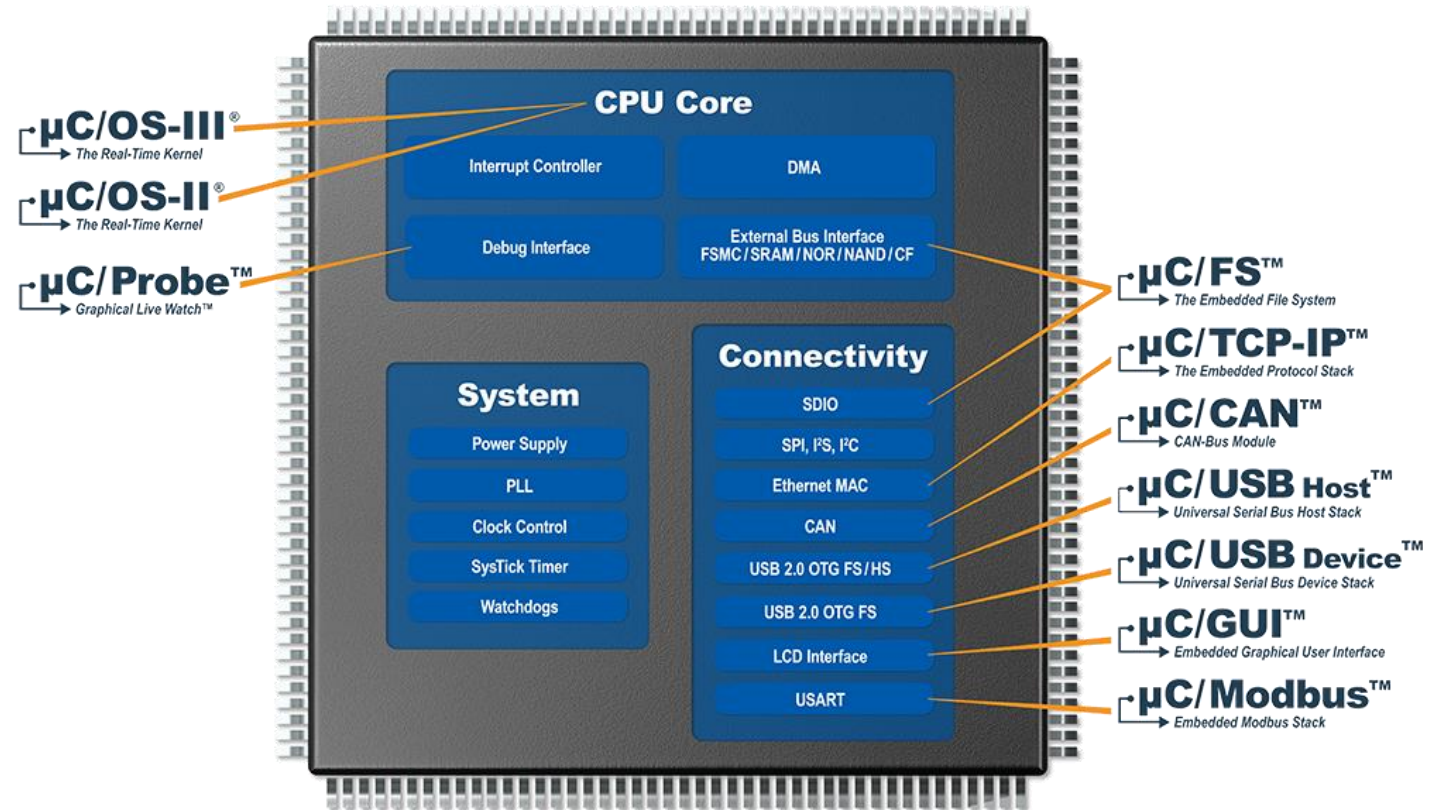 CPU Core
Interrupt Controller
DMA
Debug Interface
External Bus Interface
FSMC / SRAM / NOR / NAND / CF
µC/OS-III®
The Real-Time Kernel
µC/OS-II®
The Real-Time Kernel
µC/Probe™
Graphical Live Watch™
System
Power Supply
PLL
Clock Control
SysTick Timer
Watchdogs
Connectivity
SDIO
SPI, I²S, I²C
Ethernet MAC
CAN
USB 2.0 OTG FS/HS
USB 2.0 OTG FS
LCD Interface
USART
µC/FS™
The Embedded File System
µC/TCP-IP™
The Embedded Protocol Stack
µC/CAN™
CAN-Bus Module
µC/USB Host™
Universal Serial Bus Host Stack
µC/USB Device™
Universal Serial Bus Device Stack
µC/GUI™
Embedded Graphical User Interface
µC/Modbus™
Embedded Modbus Stack